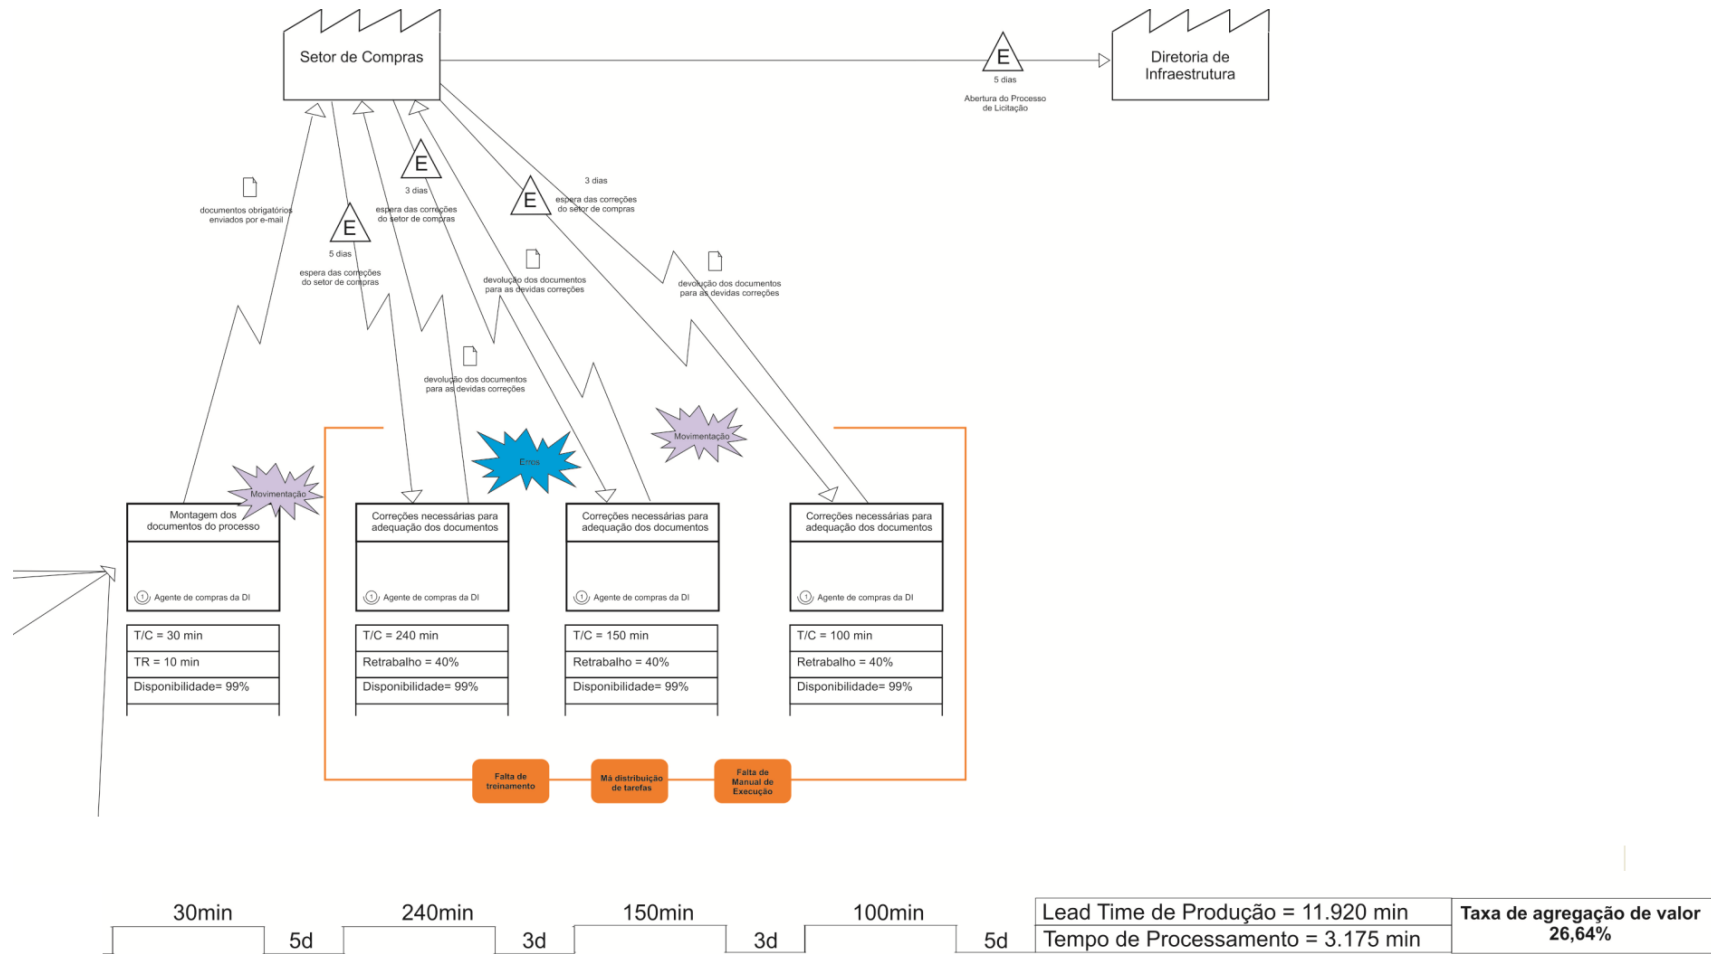 Setor de Compras
E
5 dias
Abertura do Processo
de Licitação
Diretoria de
Infraestrutura
documentos obrigatórios
enviados por e-mail
E
5 dias
espera das correções
do setor de compras
E
3 dias
espera das correções
do setor de compras
E
3 dias
espera das correções
do setor de compras
devolução dos documentos
para as devidas correções
devolução dos documentos
para as devidas correções
devolução dos documentos
para as devidas correções
Movimentação
Erros
Movimentação
Montagem dos
documentos do processo
1 Agente de compras da DI
T/C = 30 min
TR = 10 min
Disponibilidade= 99%
Correções necessárias para
adequação dos documentos
1 Agente de compras da DI
T/C = 240 min
Retrabalho = 40%
Disponibilidade= 99%
Correções necessárias para
adequação dos documentos
1 Agente de compras da DI
T/C = 150 min
Retrabalho = 40%
Disponibilidade= 99%
Correções necessárias para
adequação dos documentos
1 Agente de compras da DI
T/C = 100 min
Retrabalho = 40%
Disponibilidade= 99%
Falta de
treinamento
Má distribuição
de tarefas
Falta de
Manual de
Execução
30min
5d
240min
3d
150min
3d
100min
5d
Lead Time de Produção = 11.920 min
Tempo de Processamento = 3.175 min
Taxa de agregação de valor
26,64%